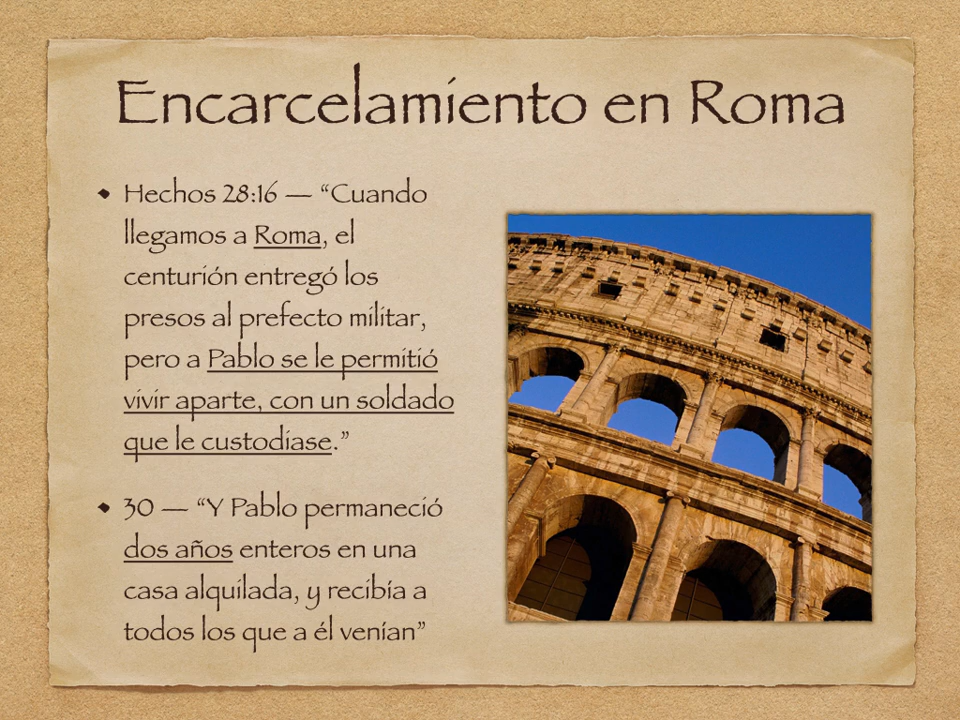 Encarcelamiento en Roma
• Hechos 28:16 — “Cuando
llegamos a Roma, el
centurión entregó los
presos al prefecto militar,
pero a Pablo se le permitió
vivir aparte, con un soldado
que le custodiase.”
• 30 — “Y Pablo permaneció
dos años enteros en una
casa alquilada, y recibía a
todos los que a él venían”